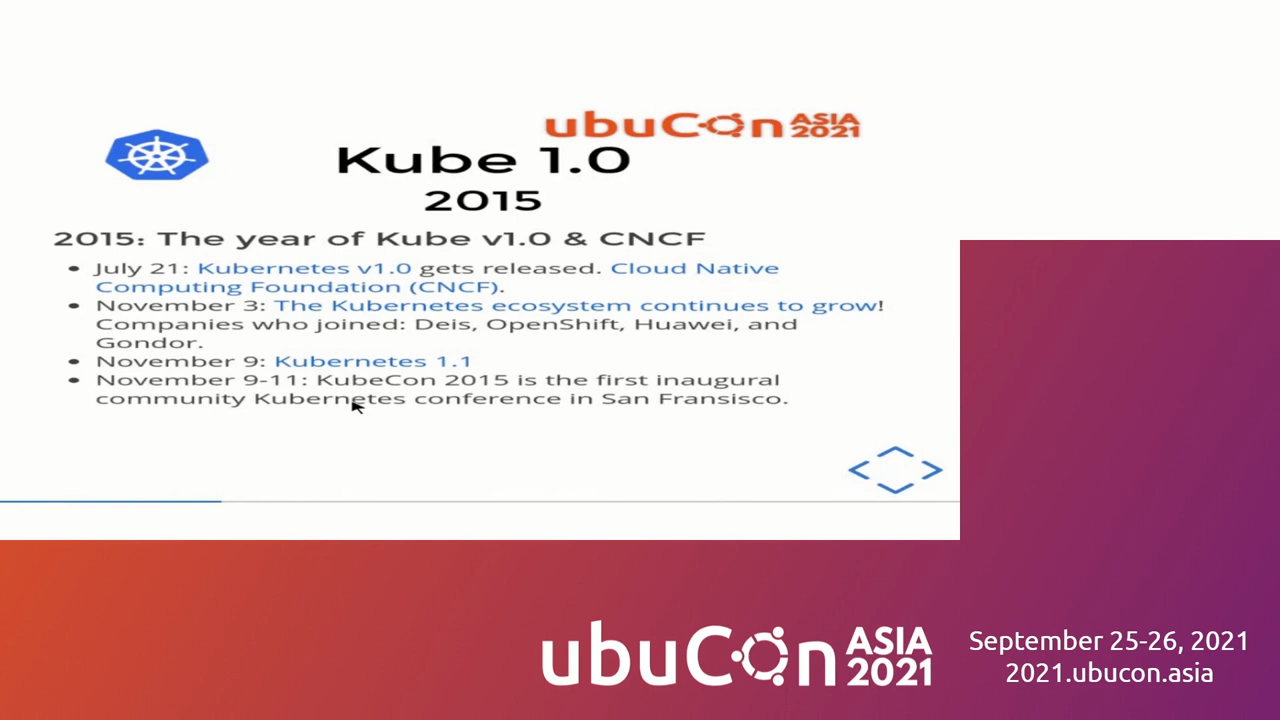 ubuCon ASIA 2021
Kube 1.0
2015
2015: The year of Kube v1.0 & CNCF
July 21: Kubernetes v1.0 gets released. Cloud Native
Computing Foundation (CNCF).
November 3: The Kubernetes ecosystem continues to grow!
Companies who joined: Deis, OpenShift, Huawei, and
Gondor.
November 9: Kubernetes 1.1
November 9-11: KubeCon 2015 is the first inaugural
community Kubernetes conference in San Fransisco.
ubuCon ASIA 2021
September 25-26, 2021
2021.ubucon.asia